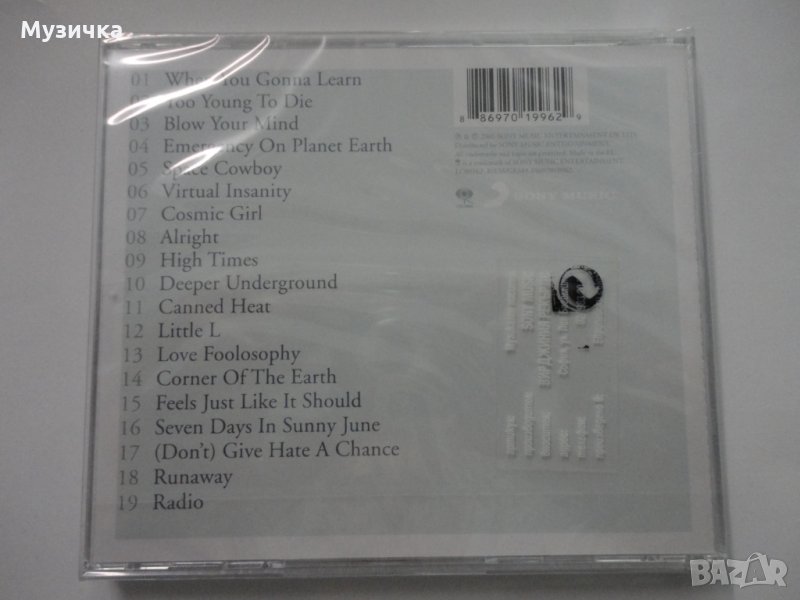 Музичка
01 When You Gonna Learn
02 Too Young To Die
03 Blow Your Mind
04 Emergency On Planet Earth
05 Space Cowboy
06 Virtual Insanity
07 Cosmic Girl
08 Alright
09 High Times
10 Deeper Underground
11 Canned Heat
12 Little L
13 Love Foolosophy
14 Corner Of The Earth
15 Feels Just Like It Should
16 Seven Days In Sunny June
17 (Don't) Give Hate A Chance
18 Runaway
19 Radio
8 86970 19962 9
SONY MUSIC ENTERTAINMENT
BAZAR